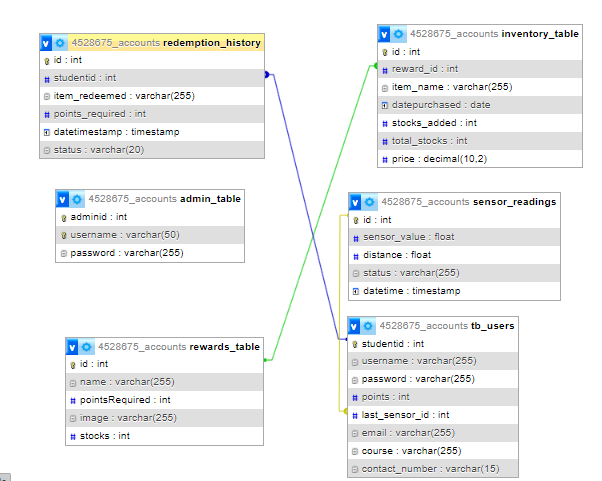 4528675_accounts redemption_history
id : int
studentid : int
item_redeemed : varchar(255)
points_required : int
datetimestamp : timestamp
status : varchar(20)
4528675_accounts inventory_table
id : int
reward_id : int
item_name : varchar(255)
datepurchased : date
stocks_added : int
total_stocks : int
price : decimal(10,2)
4528675_accounts admin_table
adminid : int
username : varchar(50)
password : varchar(255)
4528675_accounts sensor_readings
id : int
sensor_value : float
distance : float
status : varchar(255)
datetime : timestamp
4528675_accounts rewards_table
id : int
name : varchar(255)
pointsRequired : int
image : varchar(255)
stocks : int
4528675_accounts tb_users
studentid : int
username : varchar(255)
password : varchar(255)
points : int
last_sensor_id : int
email : varchar(255)
course : varchar(255)
contact_number : varchar(15)